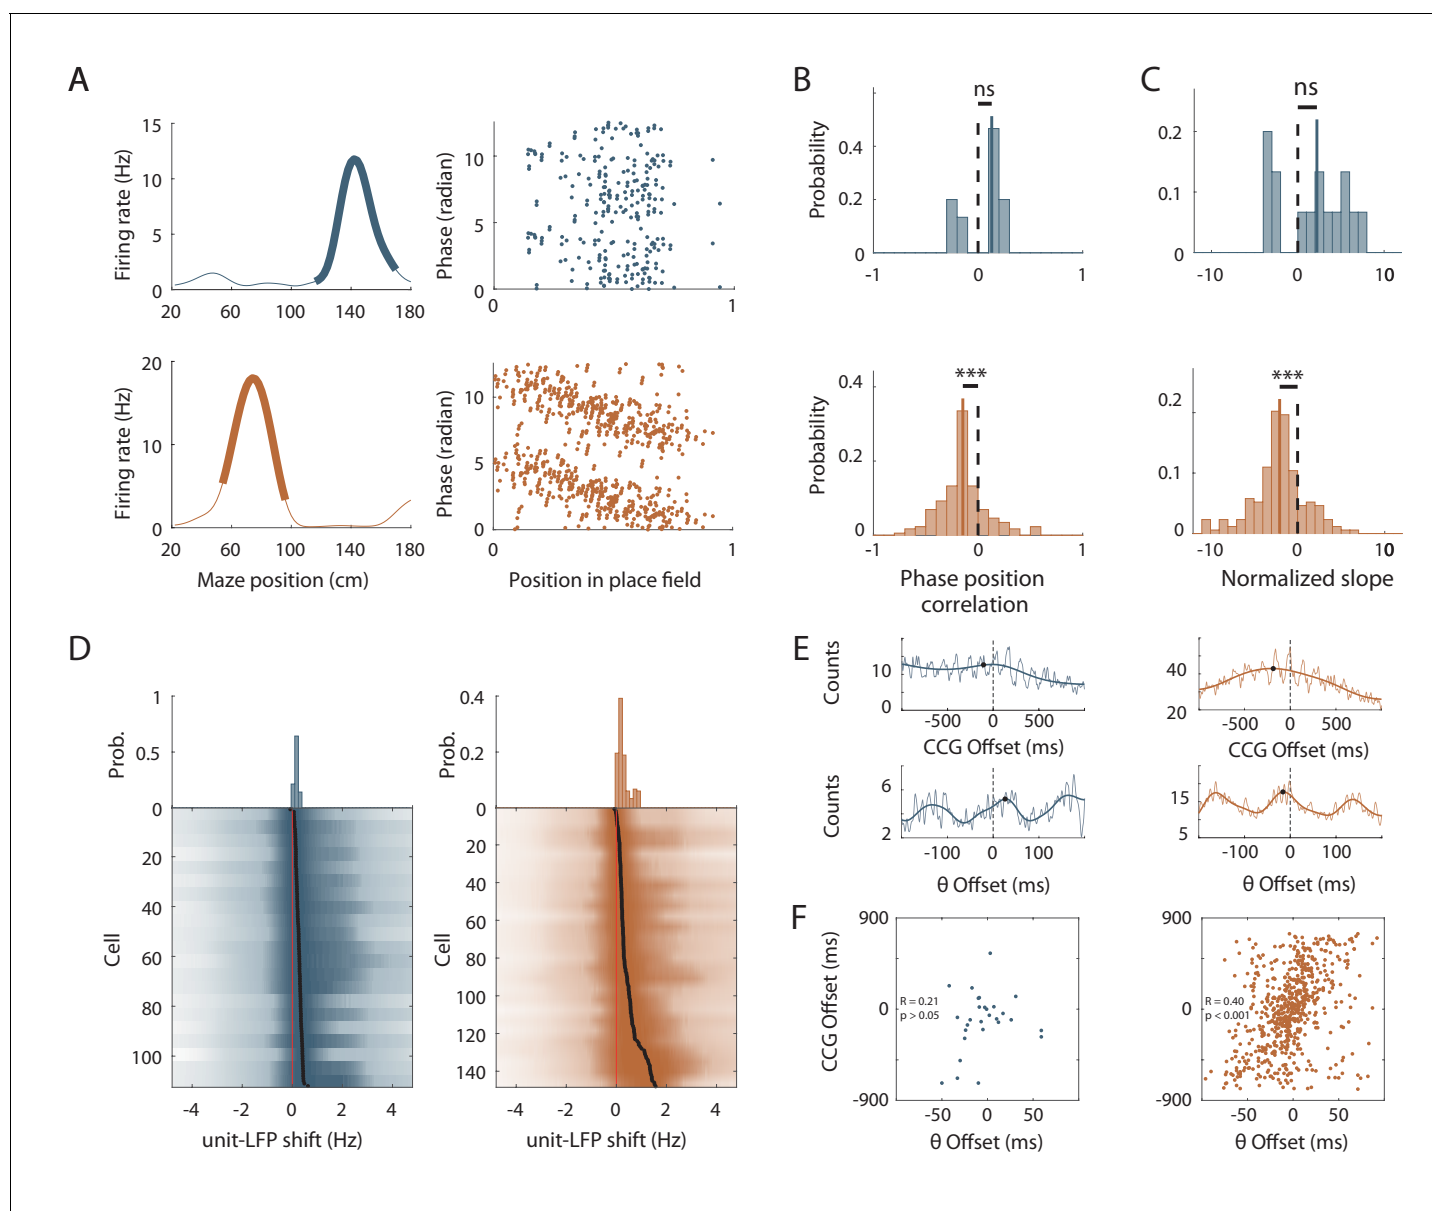 A
B
C
ns
ns
15
10
5
0
Firing rate (Hz)
20 60 100 140 180
10
5
0
Phase (radian)
0 1
0.4
0.2
0
Probability
-1 0 1
0.2
0.1
0
-10 0 10
20
10
0
Firing rate (Hz)
20 60 100 140 180
Maze position (cm)
10
5
0
Phase (radian)
0 1
Position in place field
***
0.4
0.2
0
Probability
-1 0 1
Phase position
correlation
***
0.2
0.1
0
-10 0 10
Normalized slope
D
1
0.5
0
Prob.
20
40
60
80
100
Cell
-4 -2 0 2 4
unit-LFP shift (Hz)
0.4
0.2
0
Prob.
20
40
60
80
100
120
140
Cell
-4 -2 0 2 4
unit-LFP shift (Hz)
E
Counts
10
0
-500 0 500
CCG Offset (ms)
40
20
-500 0 500
CCG Offset (ms)
Counts
6
2
-100 0 100
θ Offset (ms)
15
5
-100 0 100
θ Offset (ms)
F
CCG Offset (ms)
900
0
-900
R = 0.21
p > 0.05
-50 0 50
θ Offset (ms)
900
0
-900
R = 0.40
p < 0.001
-50 0 50
θ Offset (ms)